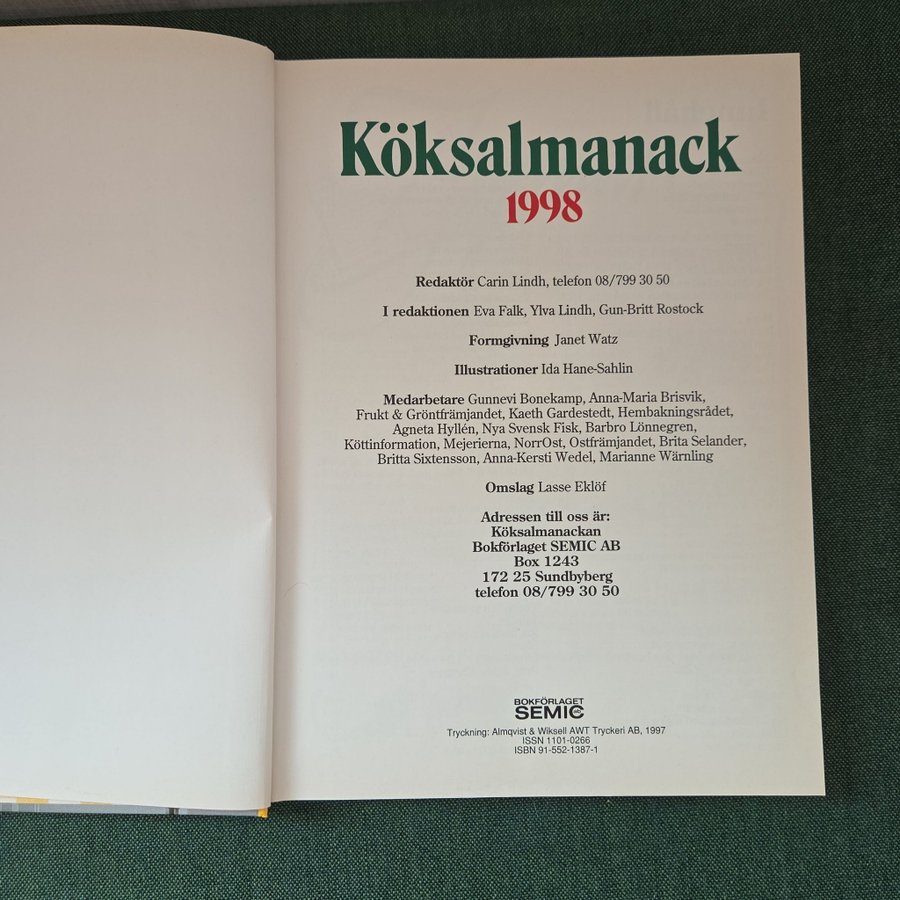 Köksalmanack
1998
Redaktör Carin Lindh, telefon 08/799 30 50
I redaktionen Eva Falk, Ylva Lindh, Gun-Britt Rostock
Formgivning Janet Watz
Illustrationer Ida Hane-Sahlin
Medarbetare Gunnevi Bonekamp, Anna-Maria Brisvik,
Frukt & Gröntfrämjandet, Kaeth Gardestedt, Hembakningsrådet,
Agneta Hyllén, Nya Svensk Fisk, Barbro Lönnegren,
Köttinformation, Mejerierna, NorrOst, Ostfrämjandet, Brita Selander,
Britta Sixtensson, Anna-Kersti Wedel, Marianne Wärnling
Omslag Lasse Eklöf
Adressen till oss är:
Köksalmanackan
Bokförlaget SEMIC AB
Box 1243
172 25 Sundbyberg
telefon 08/799 30 50
BOKFÖRLAGET
SEMIC
Tryckning: Almqvist & Wiksell AWT Tryckeri AB, 1997
ISSN 1101-0266
ISBN 91-552-1387-1